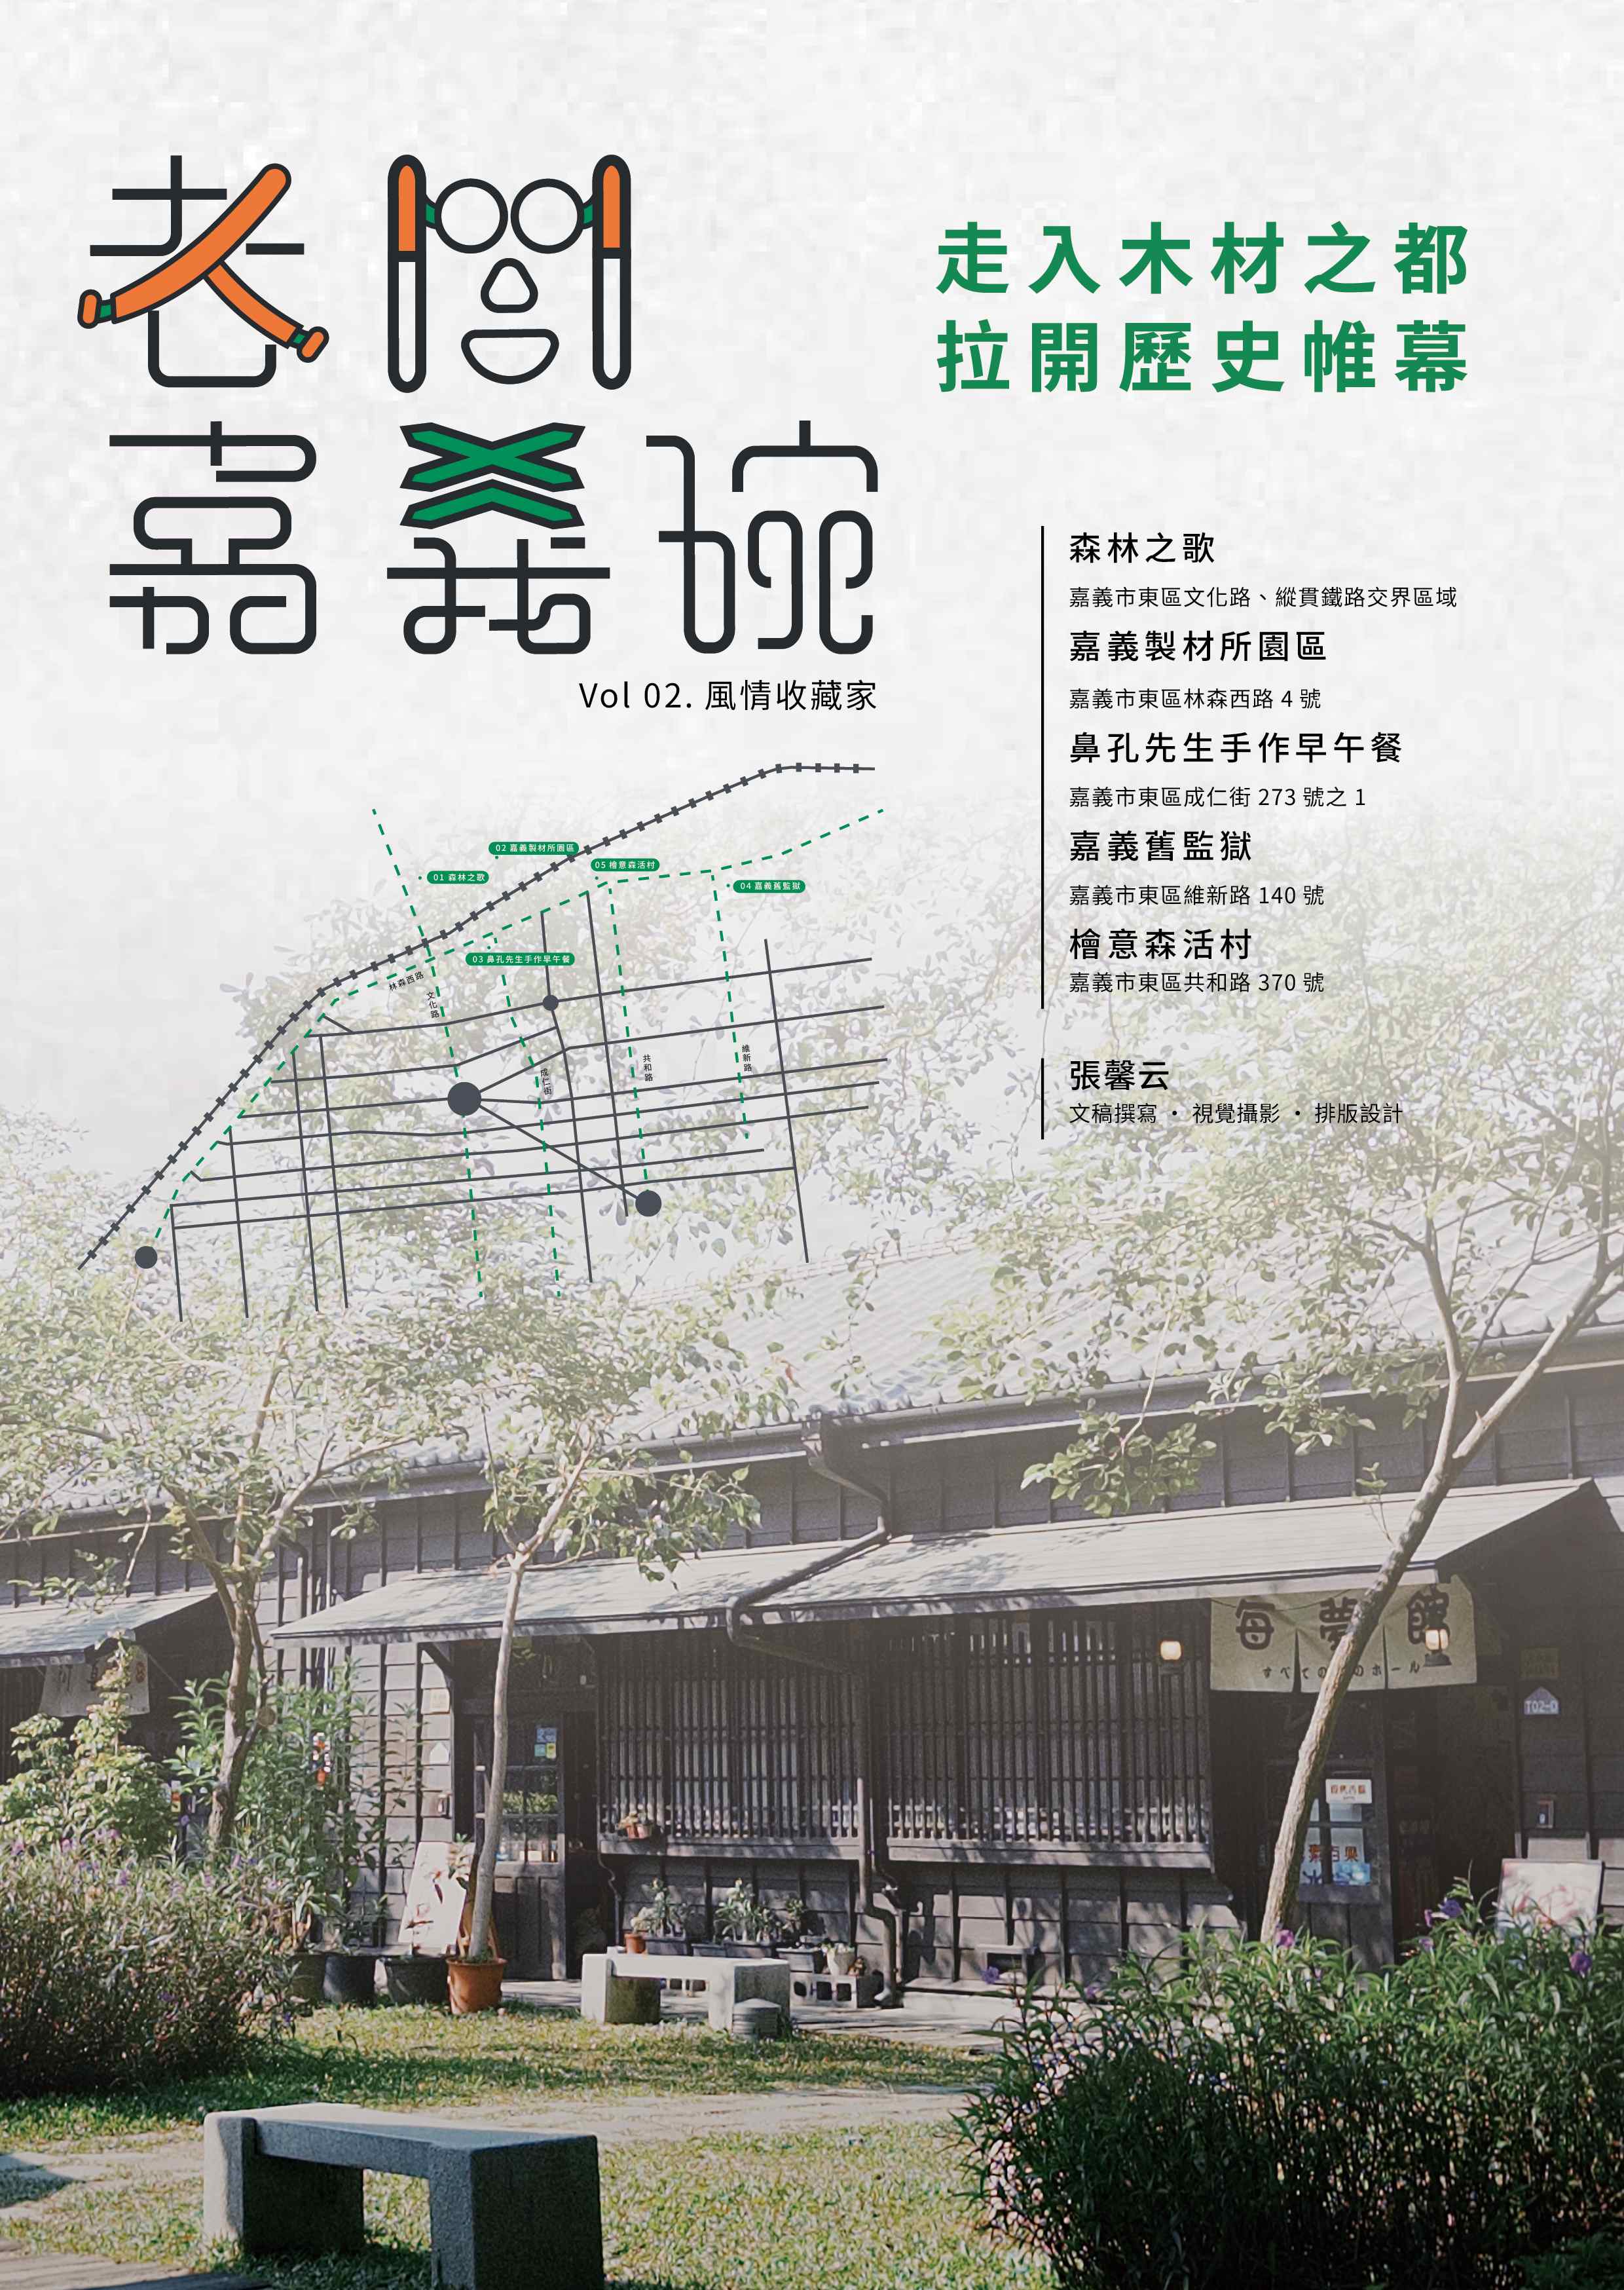 老闆
嘉義碗
Vol 02. 風情收藏家
走入木材之都
拉開歷史帷幕
森林之歌
嘉義市東區文化路、縱貫鐵路交界區域
嘉義製材所園區
嘉義市東區林森西路 4 號
鼻孔先生手作早午餐
嘉義市東區成仁街 273 號之 1
嘉義舊監獄
嘉義市東區維新路 140 號
檜意森活村
嘉義市東區共和路 370 號
張馨云
文稿撰寫 ・ 視覺攝影 ・ 排版設計
02 嘉義製材所園區
05 檜意森活村
01 森林之歌
04 嘉義舊監獄
03 鼻孔先生手作早午餐
林森西路
文化路
成仁街
共和路
維新路
每夢館
すべての のホール
T02-D